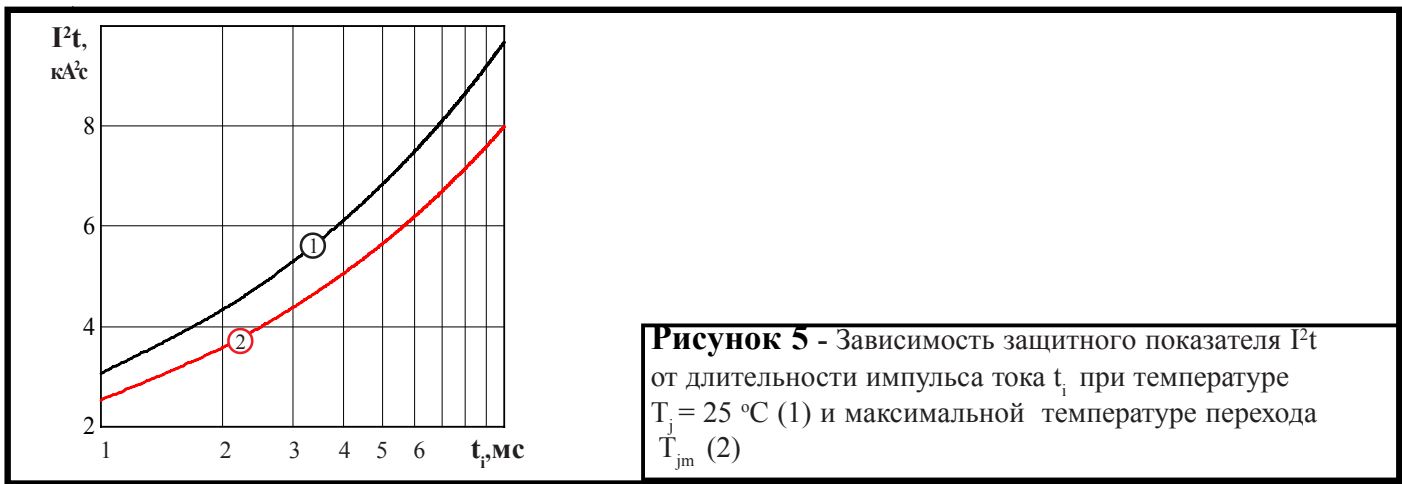 I²t,
кА²с
8
6
4
2
1 2 3 4 5 6 tᵢ,мс
1
2
Рисунок 5 - Зависимость защитного показателя I²t
от длительности импульса тока tᵢ при температуре
Tⱼ = 25 °С (1) и максимальной температуре перехода
Tⱼₘ (2)